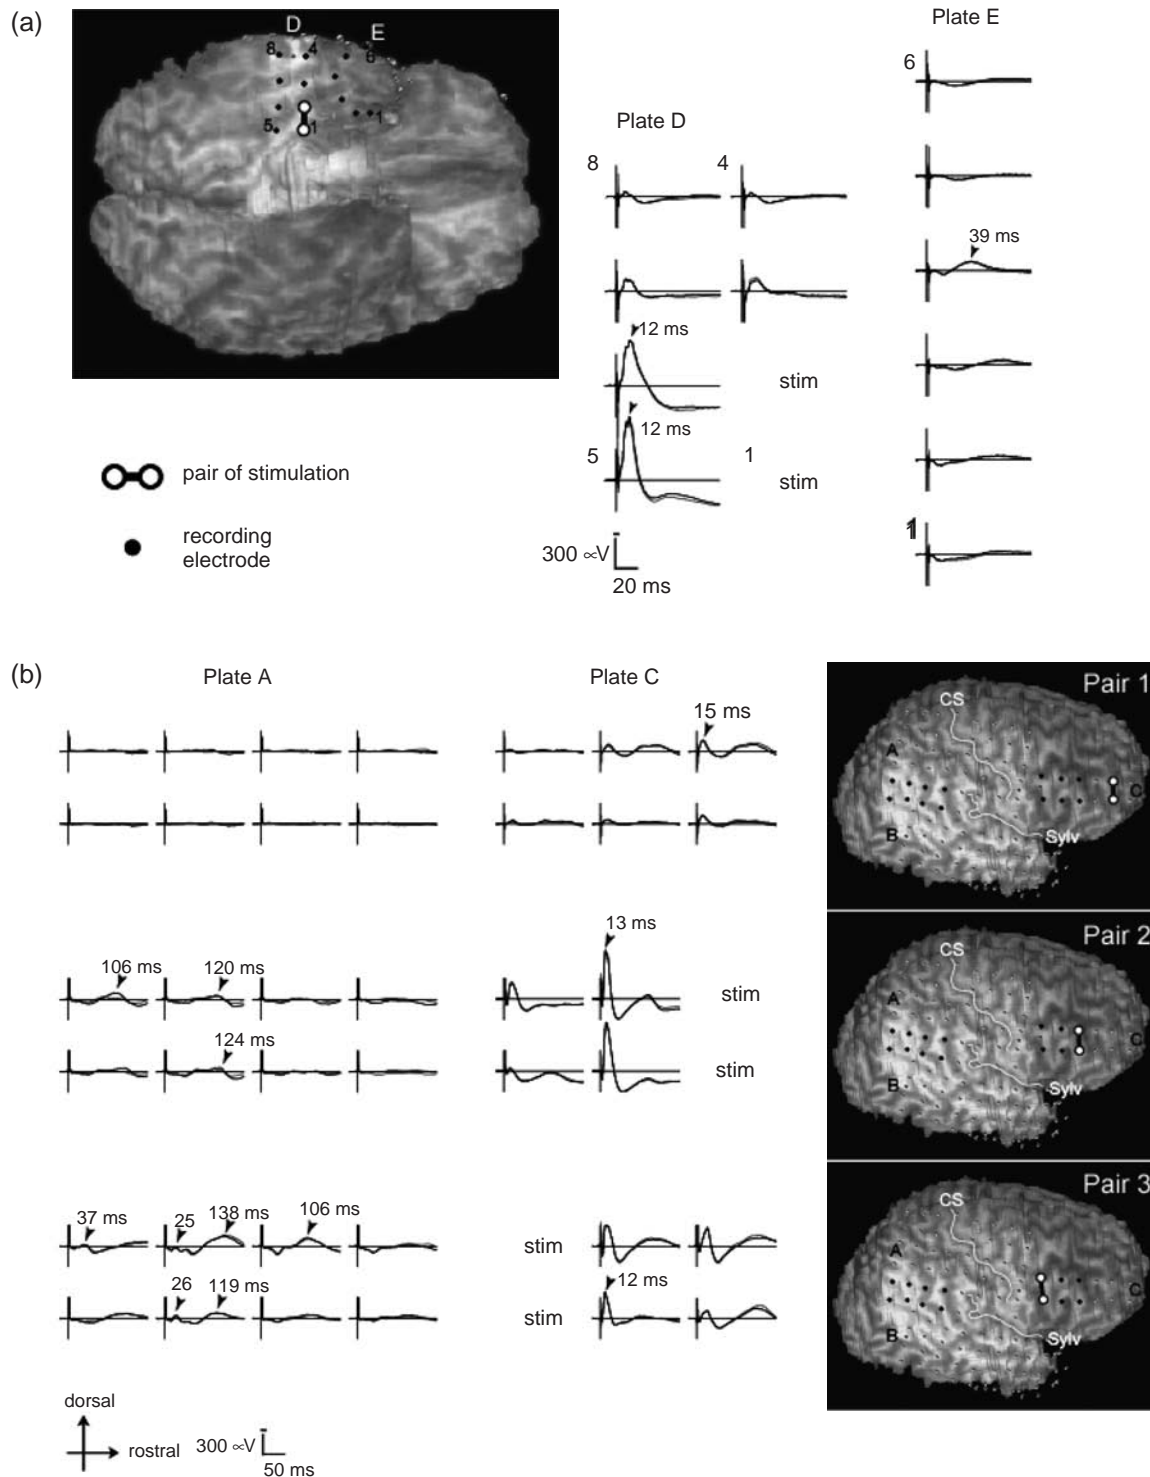 (a)
D
E
8
4
6
5
1
1
pair of stimulation
recording
electrode
Plate D
8
4
12 ms
stim
12 ms
5
1
stim
300 ∝V
20 ms
Plate E
6
39 ms
1
(b)
Plate A
Plate C
15 ms
Pair 1
CS
A
C
B
Sylv
106 ms
120 ms
13 ms
stim
124 ms
stim
Pair 2
CS
A
C
B
Sylv
37 ms
25
138 ms
106 ms
stim
26
119 ms
stim
12 ms
Pair 3
CS
A
C
B
Sylv
dorsal
rostral
300 ∝V
50 ms